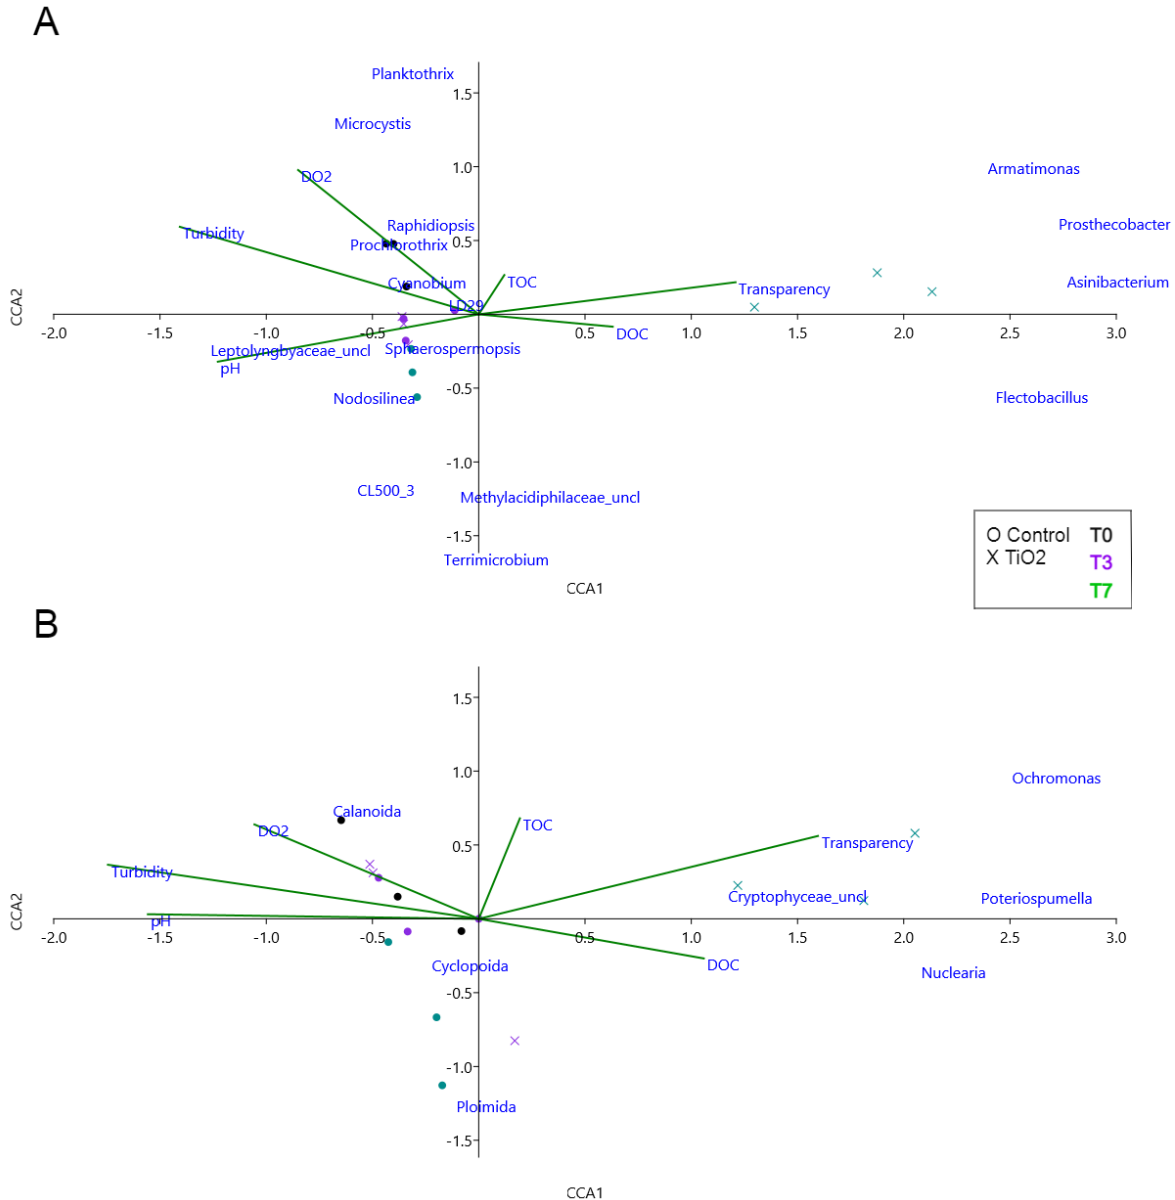 A
Planktothrix
1.5
Microcystis
1.0
Armatimonas
DO2
Raphidiopsis
Prosthecobacter
Turbidity
0.5
Prochlorothrix
Cyanobium
TOC
Asinibacterium
Transparency
LD29
CCA2
-2.0 -1.5 -1.0 -0.5 0.5 1.0 1.5 2.0 2.5 3.0
DOC
Leptolyngbyaceae_uncl Sphaerospermopsis
pH
-0.5
Nodosilinea
Flectobacillus
-1.0
CL500_3
Methylacidiphilaceae_uncl
-1.5
Terrimicrobium
CCA1
O Control T0
X TiO2
T3
T7
B
1.5
1.0
Ochromonas
Calanoida
DO2
TOC
0.5
Transparency
Turbidity
Cryptophyceae_uncl
Poteriospumella
CCA2
pH
-2.0 -1.5 -1.0 -0.5 0.5 1.0 1.5 2.0 2.5 3.0
Cyclopoida
DOC
Nuclearia
-0.5
-1.0
Ploimida
-1.5
CCA1